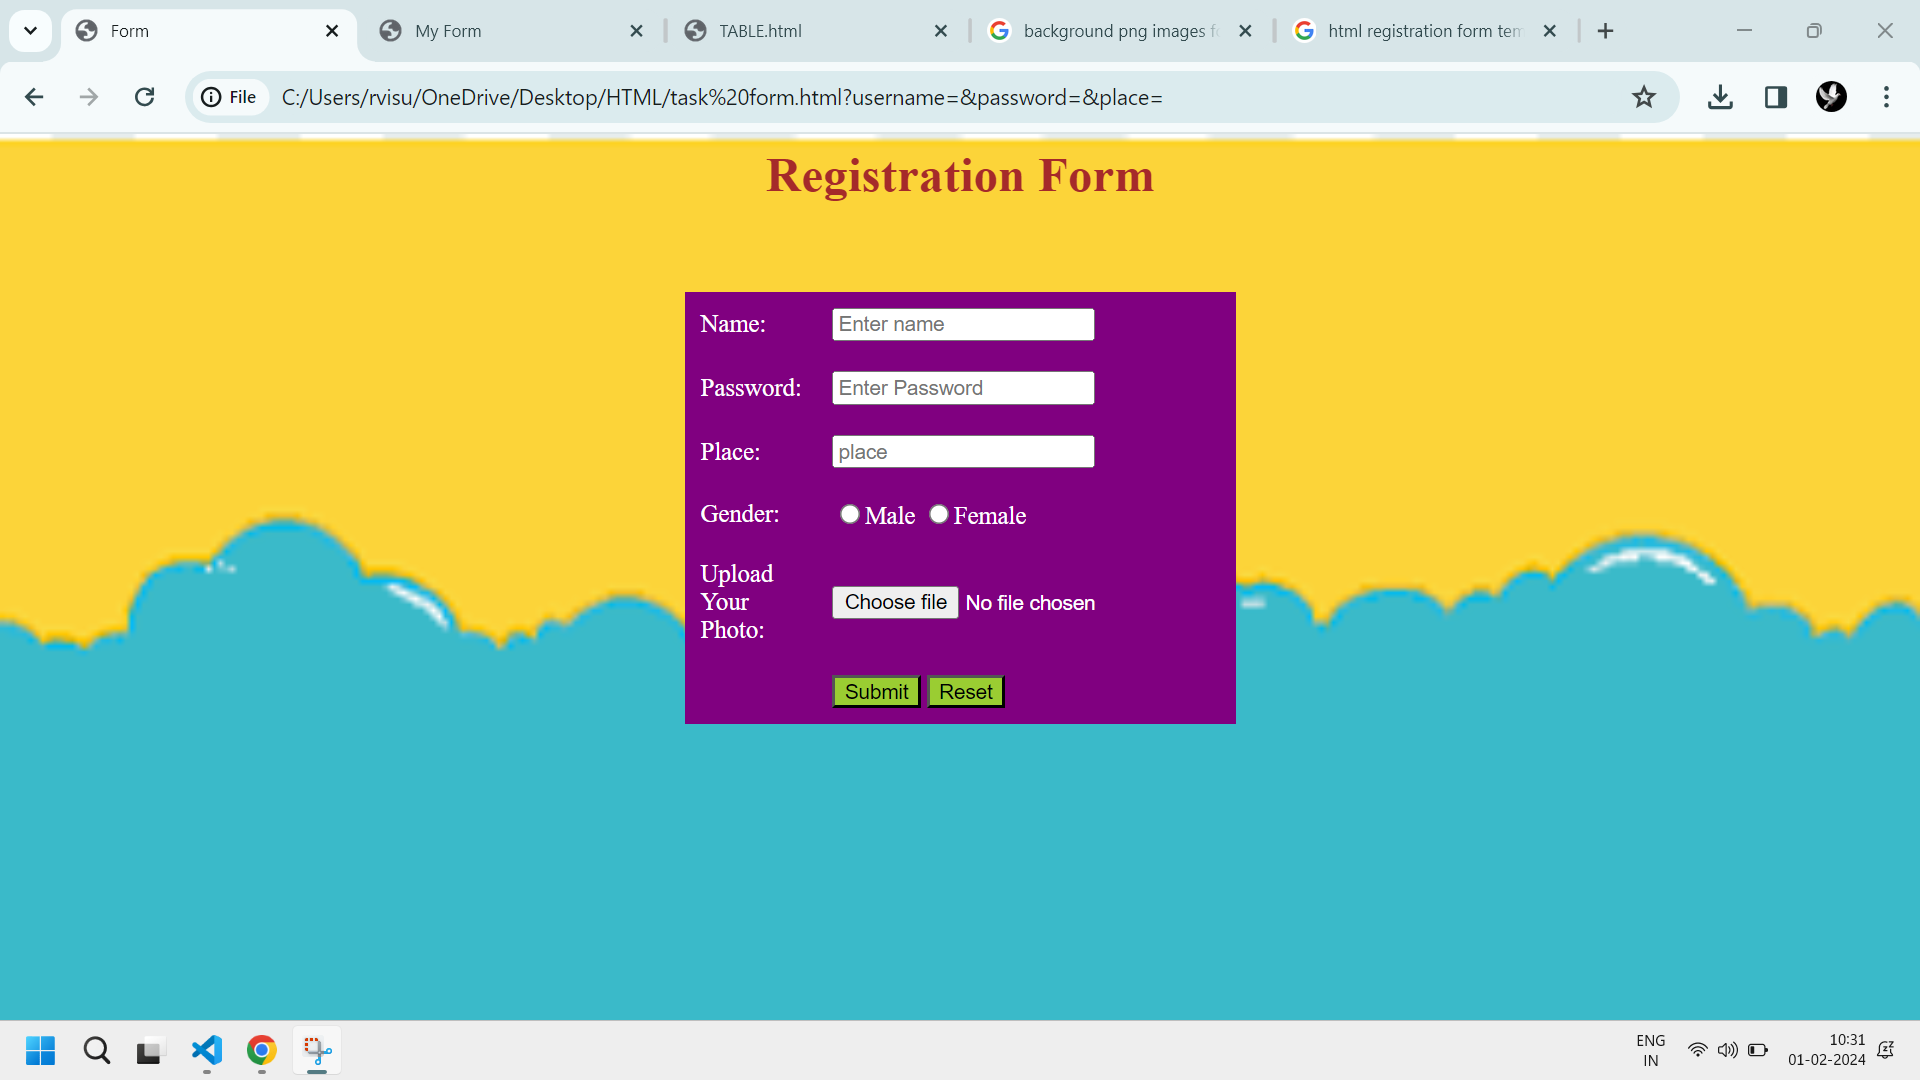 Form
My Form
TABLE.html
background png images f
html registration form tem
File
C:/Users/rvisu/OneDrive/Desktop/HTML/task%20form.html?username=&password=&place=
Registration Form
Name:
Enter name
Password:
Enter Password
Place:
place
Gender:
Male
Female
Upload
Your
Photo:
Choose file No file chosen
Submit
Reset
ENG
IN
10:31
01-02-2024